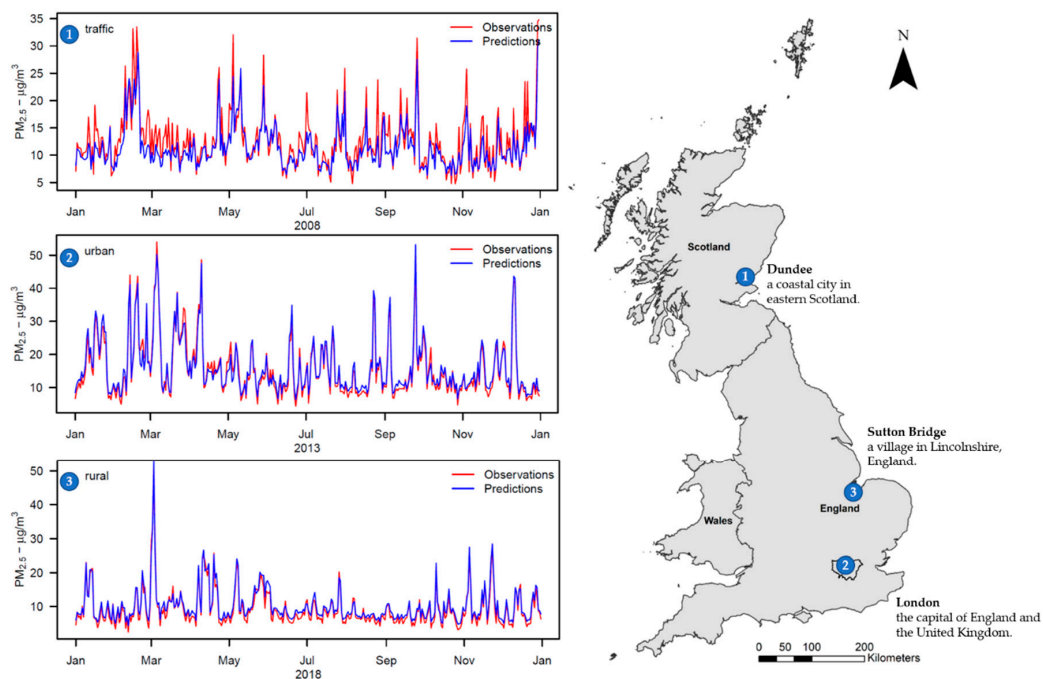 1 traffic
Observations
Predictions
PM2.5 − µg/m3
35
30
25
20
15
10
5
Jan Mar May Jul Sep Nov Jan
2008
2 urban
Observations
Predictions
PM2.5 − µg/m3
50
40
30
20
10
Jan Mar May Jul Sep Nov Jan
2013
3 rural
Observations
Predictions
PM2.5 − µg/m3
50
40
30
20
10
Jan Mar May Jul Sep Nov Jan
2018
N
Scotland
1
Dundee
a coastal city in
eastern Scotland.
Sutton Bridge
a village in Lincolnshire,
England.
3
England
Wales
2
London
the capital of England and
the United Kingdom.
0 50 100 200
Kilometers